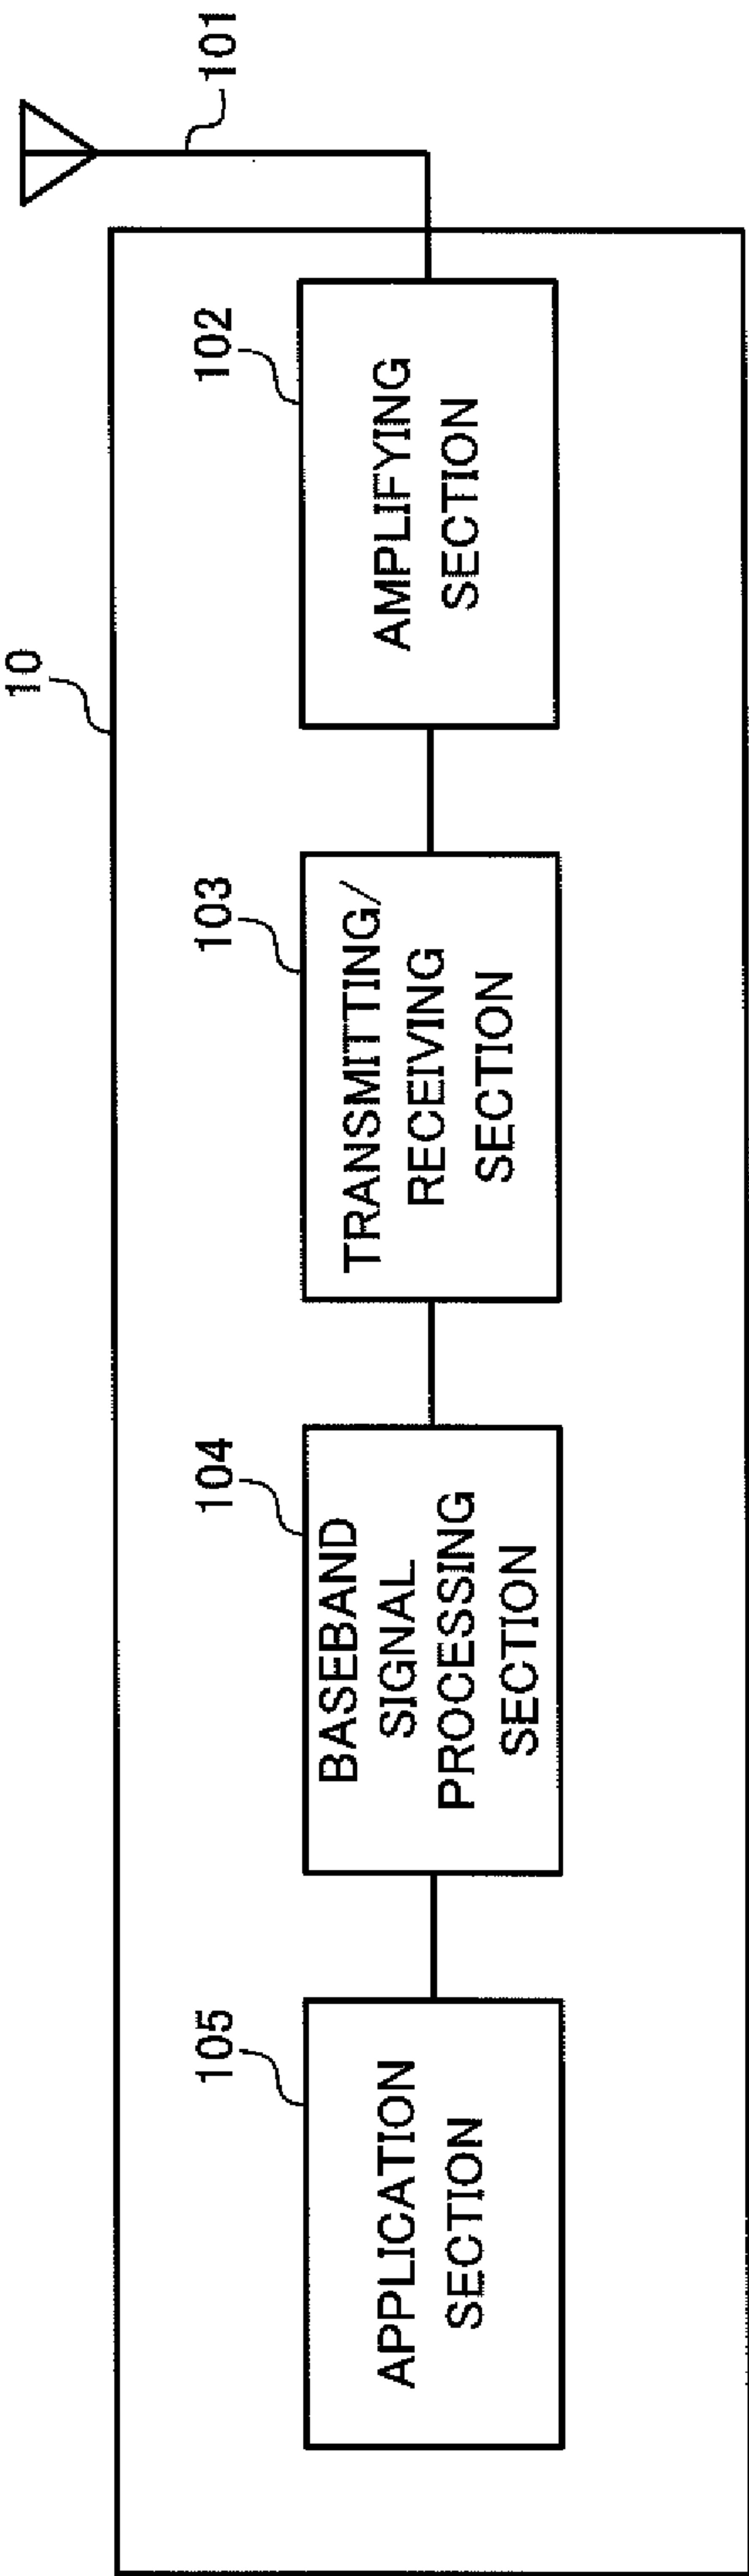 10
105
APPLICATION
SECTION
104
BASEBAND
SIGNAL
PROCESSING
SECTION
103
TRANSMITTING/
RECEIVING
SECTION
102
AMPLIFYING
SECTION
101